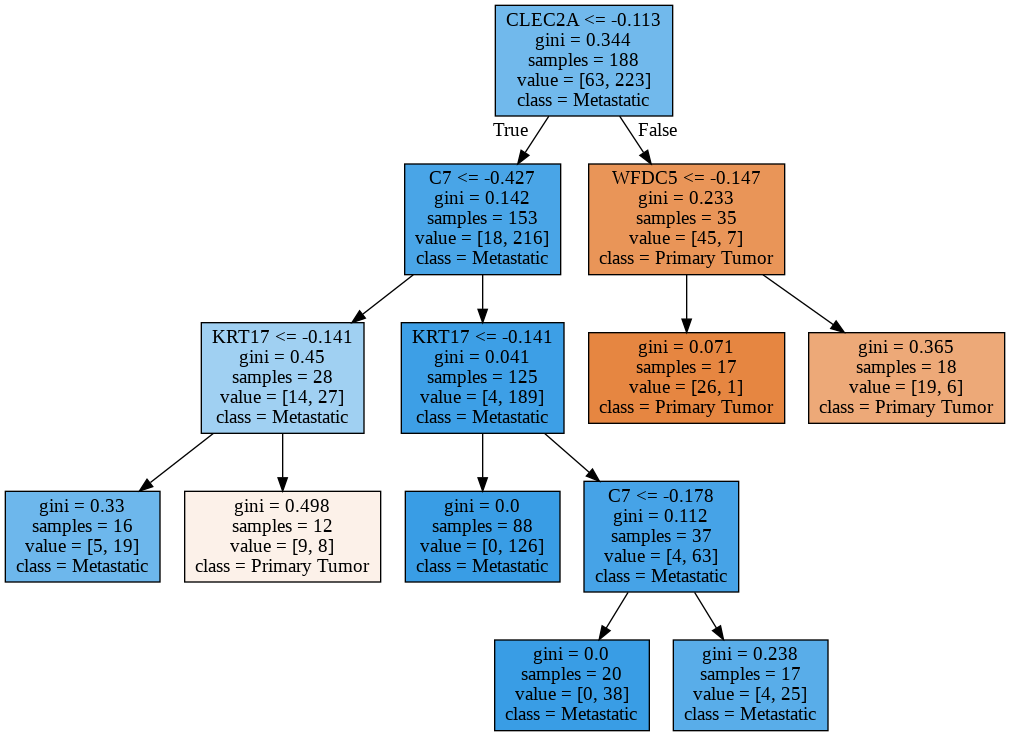 CLEC2A <= -0.113
gini = 0.344
samples = 188
value = [63, 223]
class = Metastatic
True
False
C7 <= -0.427
gini = 0.142
samples = 153
value = [18, 216]
class = Metastatic
WFDC5 <= -0.147
gini = 0.233
samples = 35
value = [45, 7]
class = Primary Tumor
KRT17 <= -0.141
gini = 0.45
samples = 28
value = [14, 27]
class = Metastatic
KRT17 <= -0.141
gini = 0.041
samples = 125
value = [4, 189]
class = Metastatic
gini = 0.071
samples = 17
value = [26, 1]
class = Primary Tumor
gini = 0.365
samples = 18
value = [19, 6]
class = Primary Tumor
gini = 0.33
samples = 16
value = [5, 19]
class = Metastatic
gini = 0.498
samples = 12
value = [9, 8]
class = Primary Tumor
gini = 0.0
samples = 88
value = [0, 126]
class = Metastatic
C7 <= -0.178
gini = 0.112
samples = 37
value = [4, 63]
class = Metastatic
gini = 0.0
samples = 20
value = [0, 38]
class = Metastatic
gini = 0.238
samples = 17
value = [4, 25]
class = Metastatic